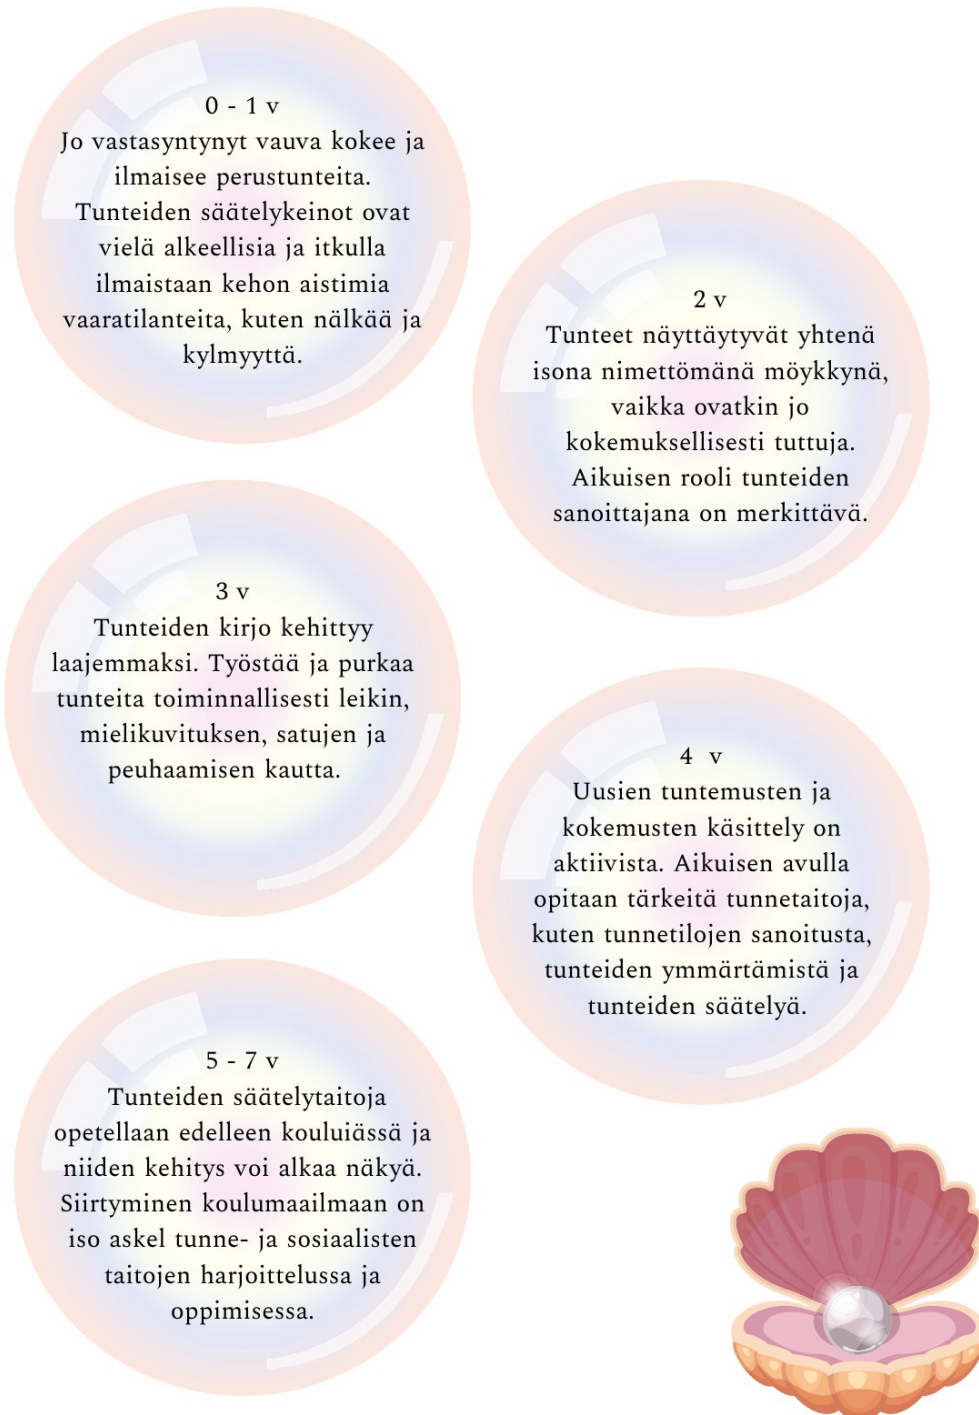 0 - 1 v
Jo vastasyntynyt vauva kokee ja
ilmaisee perustunteita.
Tunteiden säätelykeinot ovat
vielä alkeellisia ja itkulla
ilmaistaan kehon aistimia
vaaratilanteita, kuten nälkää ja
kylmyyttä.
2 v
Tunteet näyttäytyvät yhtenä
isona nimettömänä möykkynä,
vaikka ovatkin jo
kokemuksellisesti tuttuja.
Aikuisen rooli tunteiden
sanoittajana on merkittävä.
3 v
Tunteiden kirjo kehittyy
laajemmaksi. Työstää ja purkaa
tunteita toiminnallisesti leikin,
mielikuvituksen, satujen ja
peuhaamisen kautta.
4 v
Uusien tuntemusten ja
kokemusten käsittely on
aktiivista. Aikuisen avulla
opitaan tärkeitä tunnetaitoja,
kuten tunnetilojen sanoitusta,
tunteiden ymmärtämistä ja
tunteiden säätelyä.
5 - 7 v
Tunteiden säätelytaitoja
opetellaan edelleen kouluiässä ja
niiden kehitys voi alkaa näkyä.
Siirtyminen koulumaailmaan on
iso askel tunne- ja sosiaalisten
taitojen harjoittelussa ja
oppimisessa.